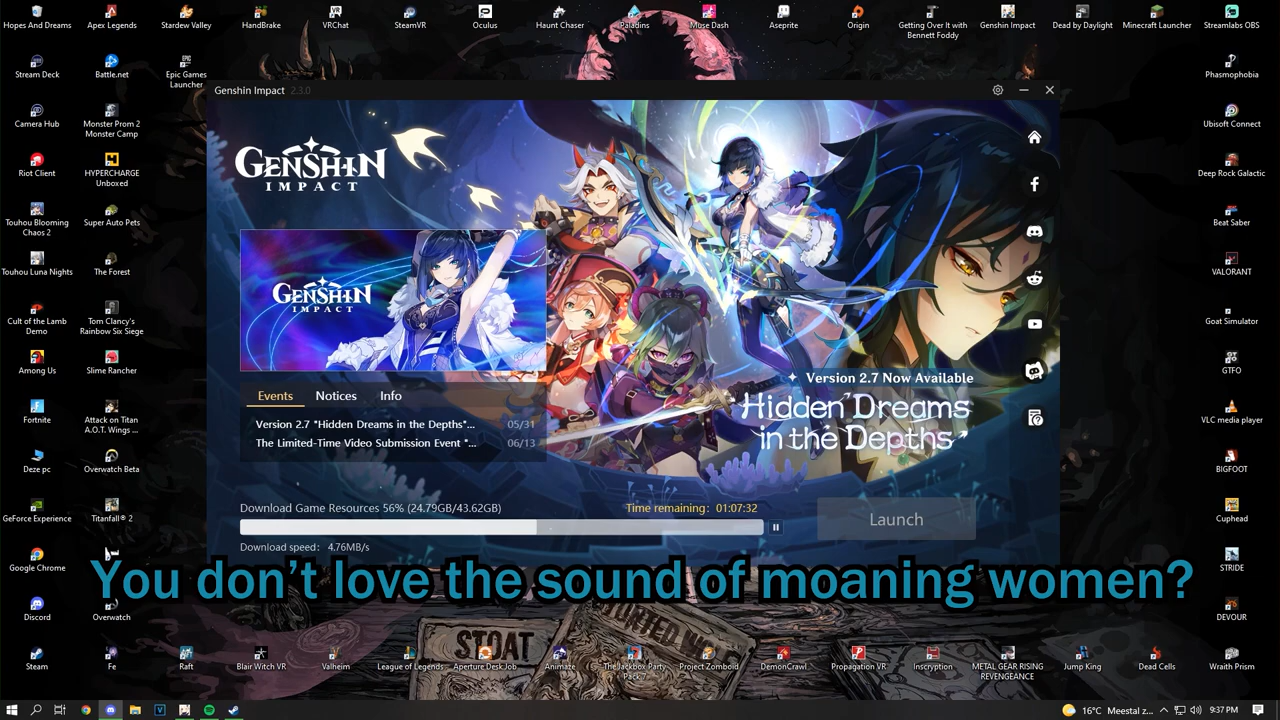 Hopes And Dreams
Apex Legends
Stardew Valley
HandBrake
VRChat
SteamVR
Oculus
Haunt Chaser
Paladins
Muse Dash
Aseprite
Origin
Getting Over It with
Bennett Foddy
Genshin Impact
Dead by Daylight
Minecraft Launcher
Streamlabs OBS
Stream Deck
Battle.net
Epic Games
Launcher
Phasmophobia
Genshin Impact 2.3.0
Camera Hub
Monster Prom 2
Monster Camp
Ubisoft Connect
GENSHIN
IMPACT
Riot Client
HYPERCHARGE
Unboxed
Deep Rock Galactic
Touhou Blooming
Chaos 2
Super Auto Pets
Beat Saber
Touhou Luna Nights
The Forest
VALORANT
GENSHIN
IMPACT
Cult of the Lamb
Demo
Tom Clancy's
Rainbow Six Siege
Goat Simulator
Among Us
Slime Rancher
GTFO
Version 2.7 Now Available
Hidden Dreams
in the Depths
Events Notices Info
Version 2.7 "Hidden Dreams in the Depths"... 05/31
The Limited-Time Video Submission Event "... 06/13
Fortnite
Attack on Titan
A.O.T. Wings ...
VLC media player
Deze pc
Overwatch Beta
BIGFOOT
GeForce Experience
Titanfall® 2
Cuphead
Download Game Resources 56% (24.79GB/43.62GB)
Time remaining: 01:07:32
Launch
Download speed: 4.76MB/s
Google Chrome
STRIDE
You don't love the sound of moaning women?
Discord
Overwatch
DEVOUR
STOAT
Steam
Fe
Raft
Blair Witch VR
Valheim
League of Legends
Aperture Desk Job
Animaze
The Jackbox Party
Pack 7
Project Zomboid
DemonCrawl
Propagation VR
Inscryption
METAL GEAR RISING
REVENGEANCE
Jump King
Dead Cells
Wraith Prism
16°C Meestal z... 9:37 PM